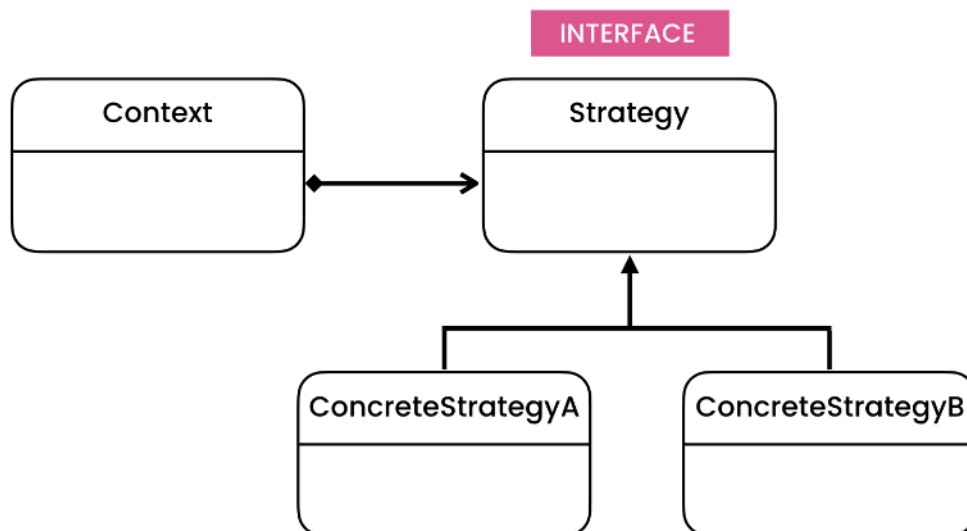 INTERFACE
Context
Strategy
ConcreteStrategyA
ConcreteStrategyB